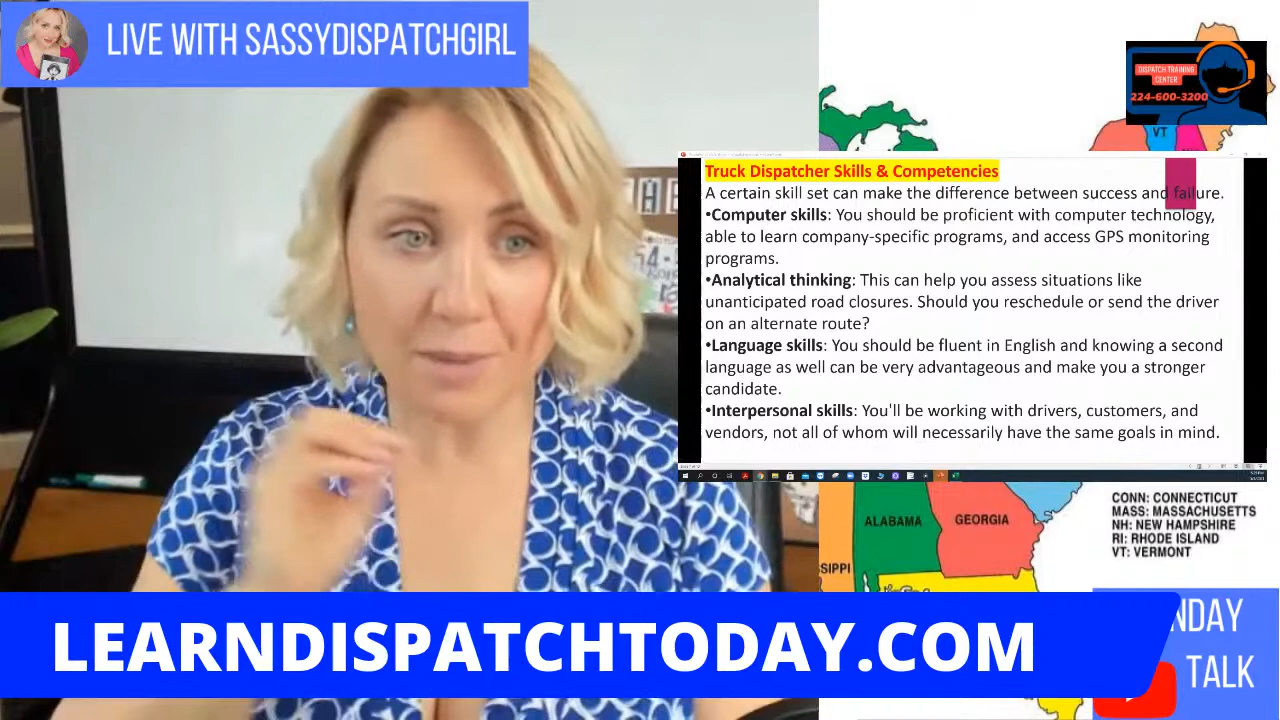 LIVE WITH SASSYDISPATCHGIRL
DISPATCH TRAINING
CENTER
224-600-3200
VT
Truck Dispatcher Skills & Competencies
A certain skill set can make the difference between success and failure.
•Computer skills: You should be proficient with computer technology,
able to learn company-specific programs, and access GPS monitoring
programs.
•Analytical thinking: This can help you assess situations like
unanticipated road closures. Should you reschedule or send the driver
on an alternate route?
•Language skills: You should be fluent in English and knowing a second
language as well can be very advantageous and make you a stronger
candidate.
•Interpersonal skills: You'll be working with drivers, customers, and
vendors, not all of whom will necessarily have the same goals in mind.
SIPPI
ALABAMA
GEORGIA
CONN: CONNECTICUT
MASS: MASSACHUSETTS
NH: NEW HAMPSHIRE
RI: RHODE ISLAND
VT: VERMONT
LEARNDISPATCHTODAY.COM
NDAY
TALK